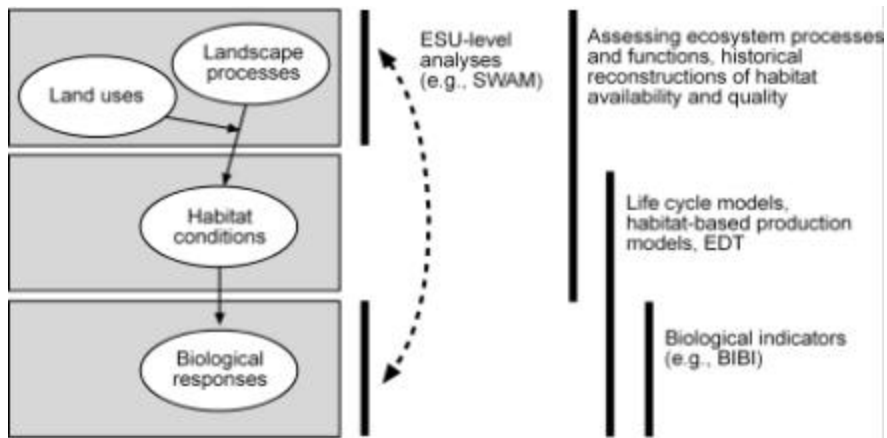 Landscape
processes
Land uses
Habitat
conditions
Biological
responses
ESU-level
analyses
(e.g., SWAM)
Assessing ecosystem processes
and functions, historical
reconstructions of habitat
availability and quality
Life cycle models,
habitat-based production
models, EDT
Biological indicators
(e.g., BIBI)